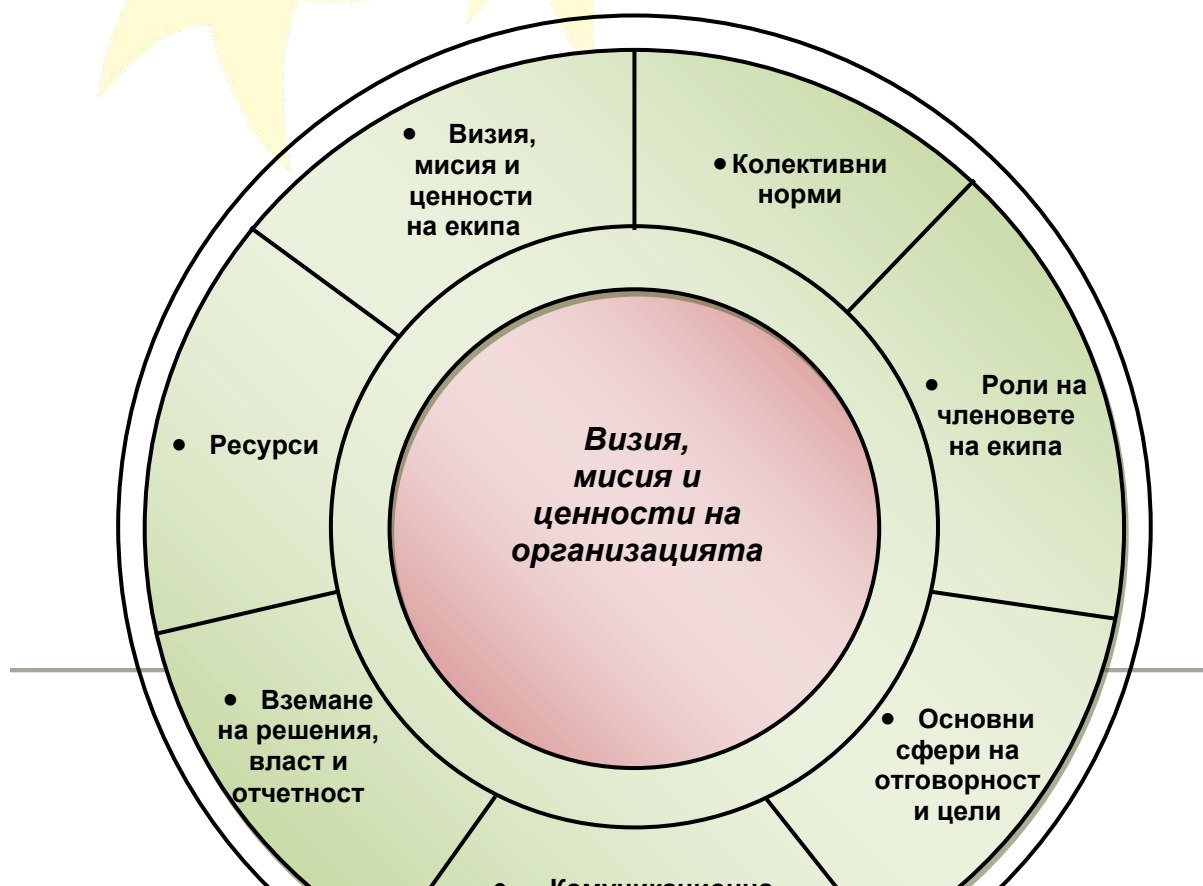 • Визия,
мисия и
ценности
на екипа
• Колективни
норми
• Роли на
членовете
на екипа
• Ресурси
Визия,
мисия и
ценности на
организацията
• Вземане
на решения,
власт и
отчетност
• Основни
сфери на
отговорност
и цели